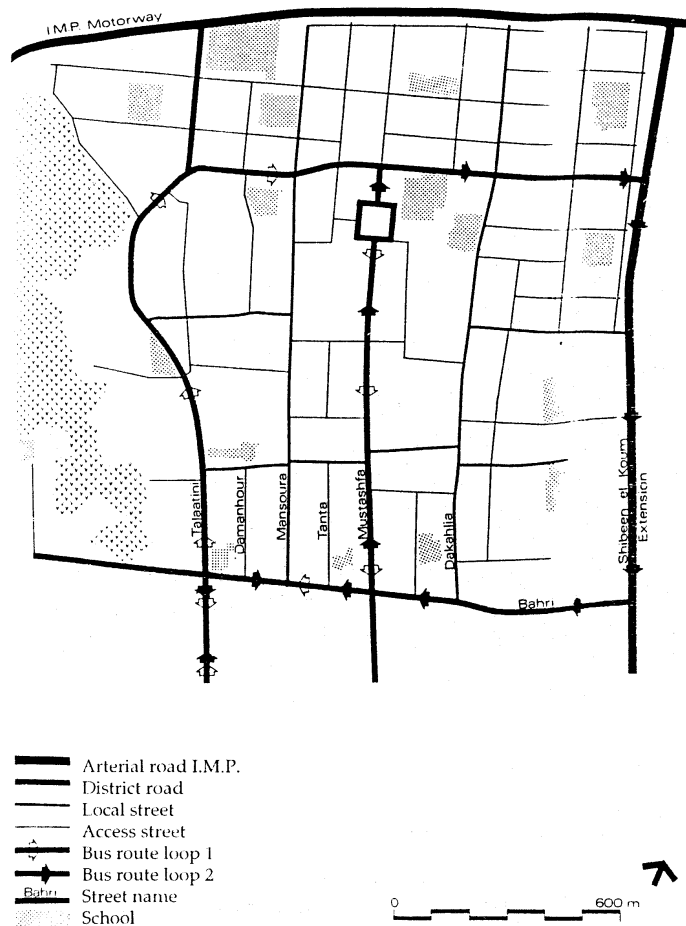 I.M.P. Motorway
Talaatini
Damanhour
Mansoura
Tanta
Mustashfa
Dakahlia
Shibeen el Koum
Extension
Bahri
Arterial road I.M.P.
District road
Local street
Access street
Bus route loop 1
Bus route loop 2
Bahri Street name
School
0 600 m